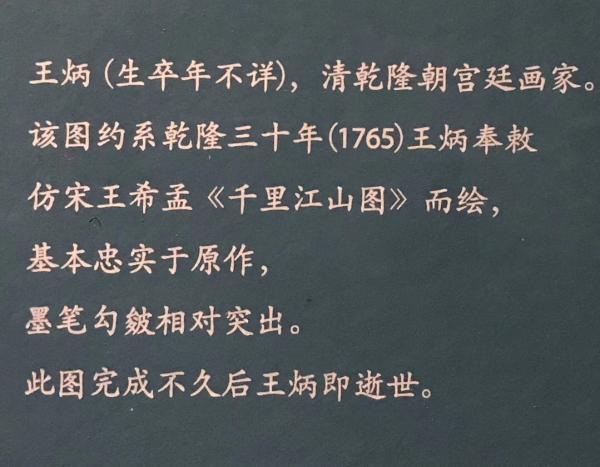 王炳（生卒年不详），清乾隆朝宫廷画家。
该图约系乾隆三十年(1765)王炳奉敕
仿宋王希孟《千里江山图》而绘，
基本忠实于原作，
墨笔勾皴相对突出。
此图完成不久后王炳即逝世。